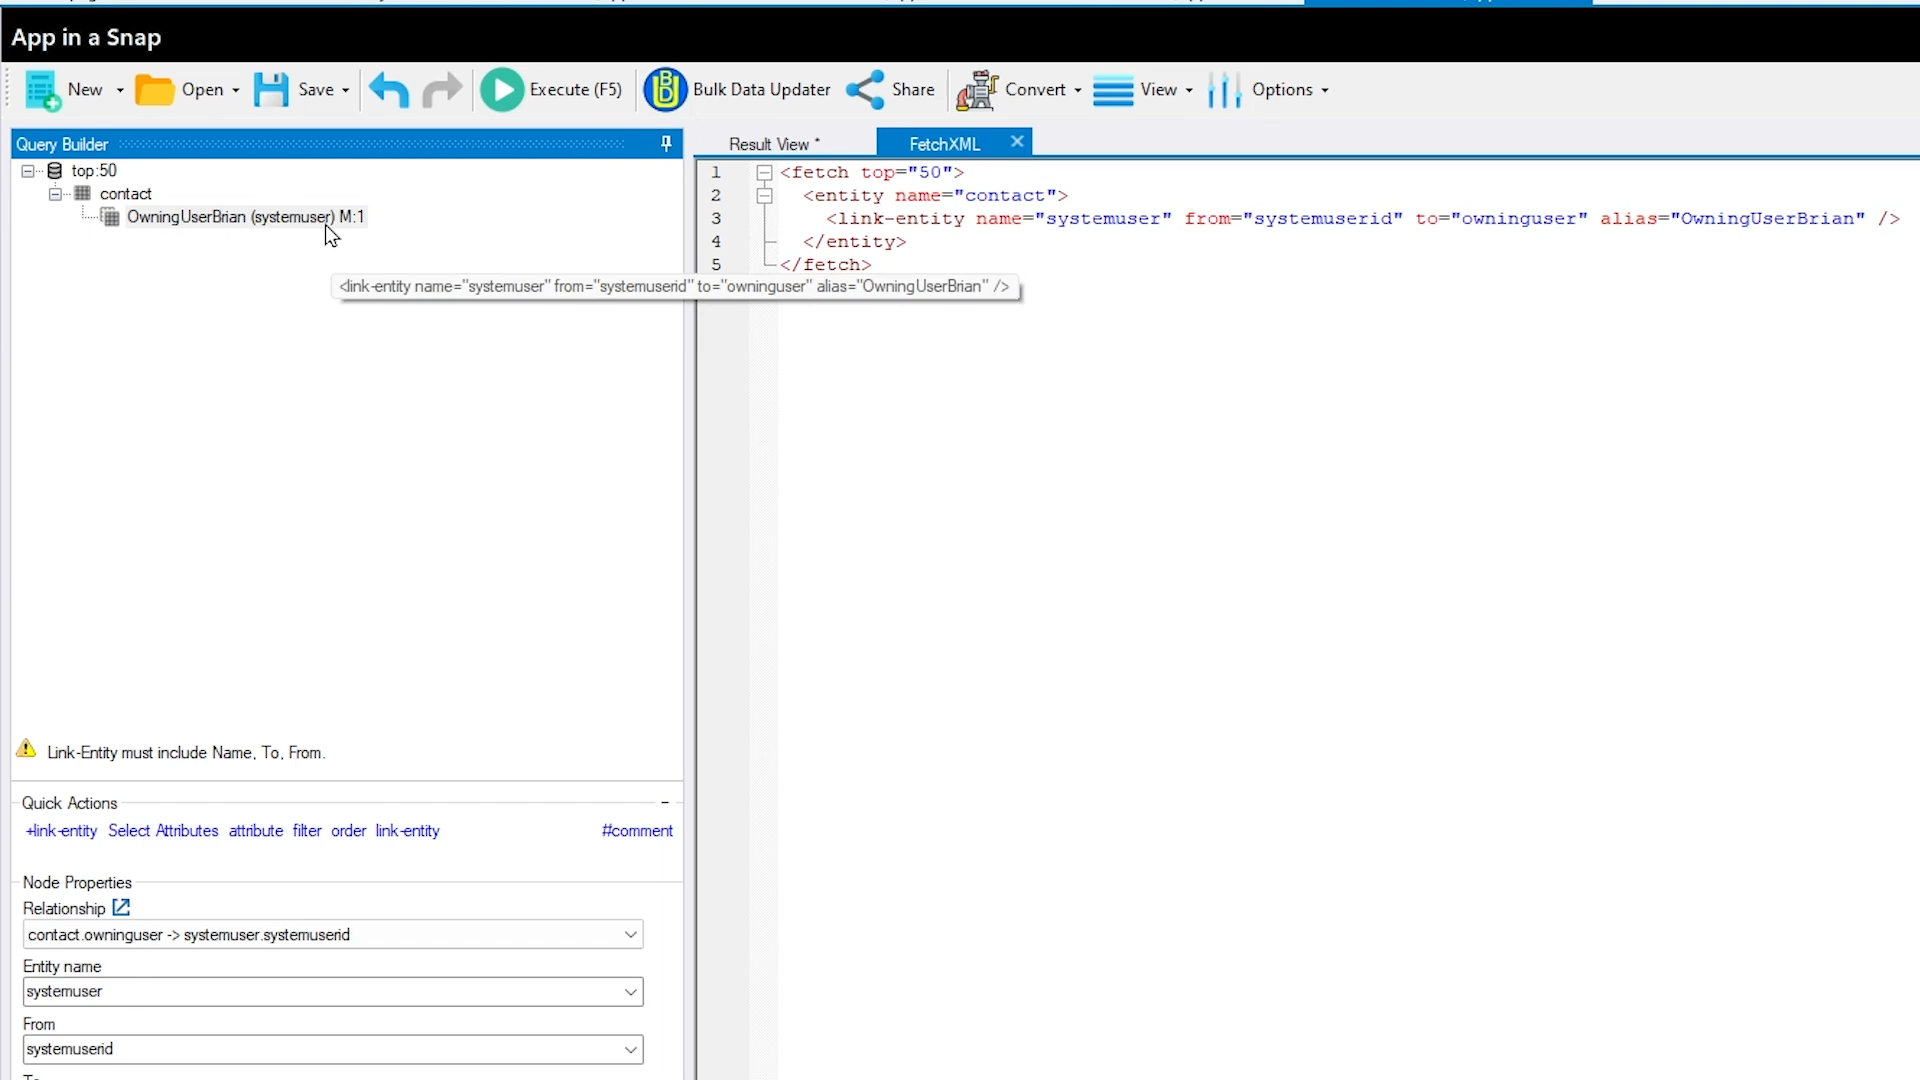 App in a Snap
New Open Save Execute (F5) Bulk Data Updater Share Convert View Options
Query Builder
top:50
contact
OwningUserBrian (systemuser) M:1
Result View *
FetchXML
1 <fetch top="50">
2 <entity name="contact">
3 <link-entity name="systemuser" from="systemuserid" to="owninguser" alias="OwningUserBrian" />
4 </entity>
5 </fetch>
<link-entity name="systemuser" from="systemuserid" to="owninguser" alias="OwningUserBrian" />
Link-Entity must include Name, To, From.
Quick Actions
+link-entity Select Attributes attribute filter order link-entity #comment
Node Properties
Relationship
contact.owninguser -> systemuser.systemuserid
Entity name
systemuser
From
systemuserid